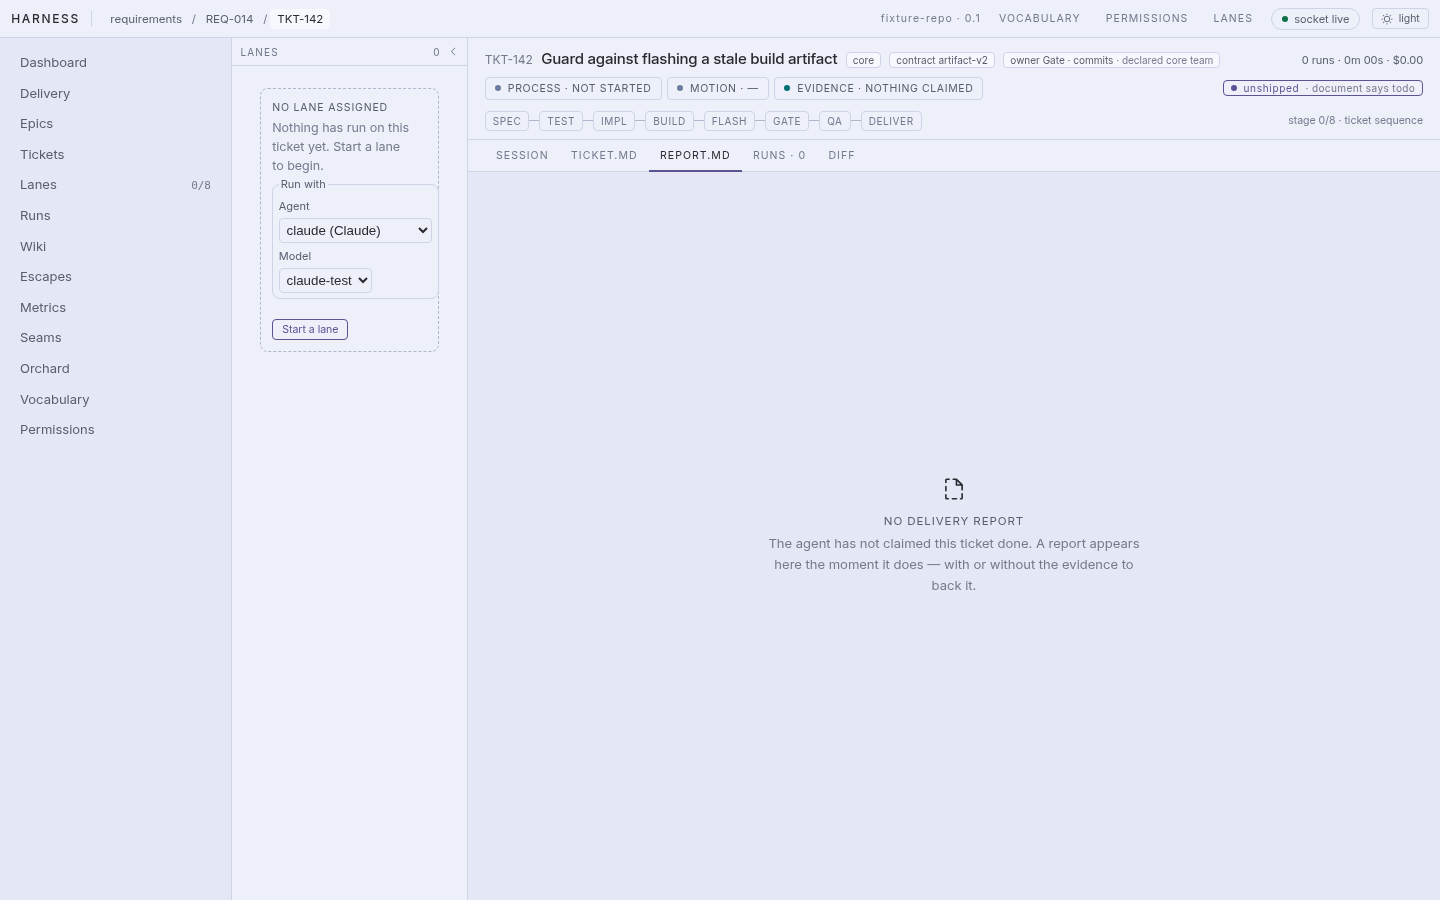 HARNESS
requirements / REQ-014 / TKT-142
fixture-repo · 0.1 VOCABULARY PERMISSIONS LANES socket live light
Dashboard
Delivery
Epics
Tickets
Lanes 0/8
Runs
Wiki
Escapes
Metrics
Seams
Orchard
Vocabulary
Permissions
LANES 0
NO LANE ASSIGNED
Nothing has run on this
ticket yet. Start a lane
to begin.
Run with
Agent
claude (Claude)
Model
claude-test
Start a lane
TKT-142 Guard against flashing a stale build artifact core contract artifact-v2 owner Gate · commits · declared core team 0 runs · 0m 00s · $0.00
PROCESS · NOT STARTED MOTION · — EVIDENCE · NOTHING CLAIMED unshipped · document says todo
SPEC TEST IMPL BUILD FLASH GATE QA DELIVER stage 0/8 · ticket sequence
SESSION TICKET.MD REPORT.MD RUNS · 0 DIFF
NO DELIVERY REPORT
The agent has not claimed this ticket done. A report appears
here the moment it does — with or without the evidence to
back it.